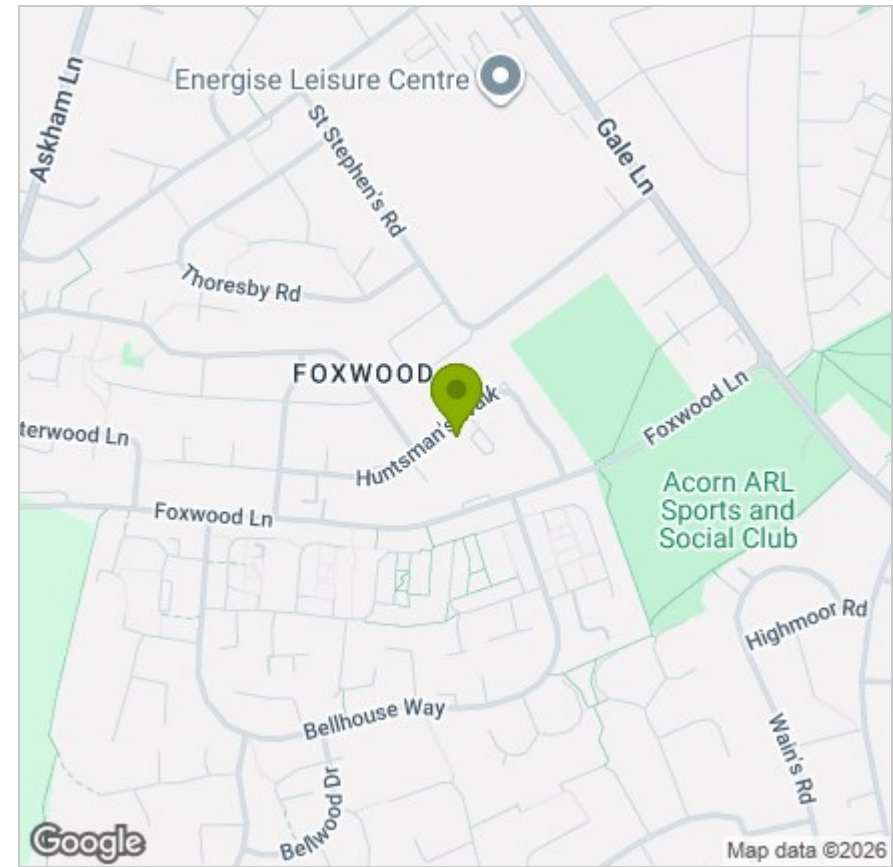 Askham Ln
Energise Leisure Centre
St Stephen's Rd
Gale Ln
Thoresby Rd
FOXWOOD
Huntsman's Walk
Foxwood Ln
terwood Ln
Foxwood Ln
Acorn ARL
Sports and
Social Club
Highmoor Rd
Bellhouse Way
Wain's Rd
Bellwood Dr
Google
Map data ©2026